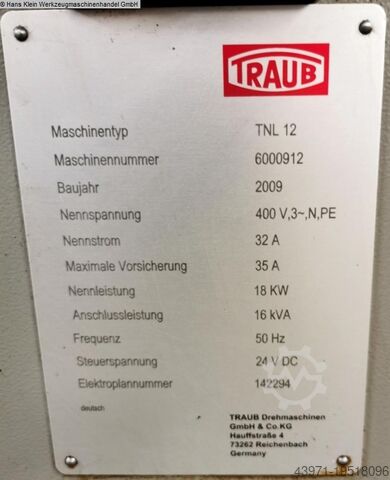 © Hans Klein Werkzeugmaschinenhandel GmbH
TRAUB
Maschinentyp TNL 12
Maschinennummer 6000912
Baujahr 2009
Nennspannung 400 V,3~,N,PE
Nennstrom 32 A
Maximale Vorsicherung 35 A
Nennleistung 18 KW
Anschlussleistung 16 kVA
Frequenz 50 Hz
Steuerspannung 24 V DC
Elektroplannummer 142294
deutsch
TRAUB Drehmaschinen
GmbH & Co.KG
Hauffstraße 4
73262 Reichenbach
Germany
43971-19518096